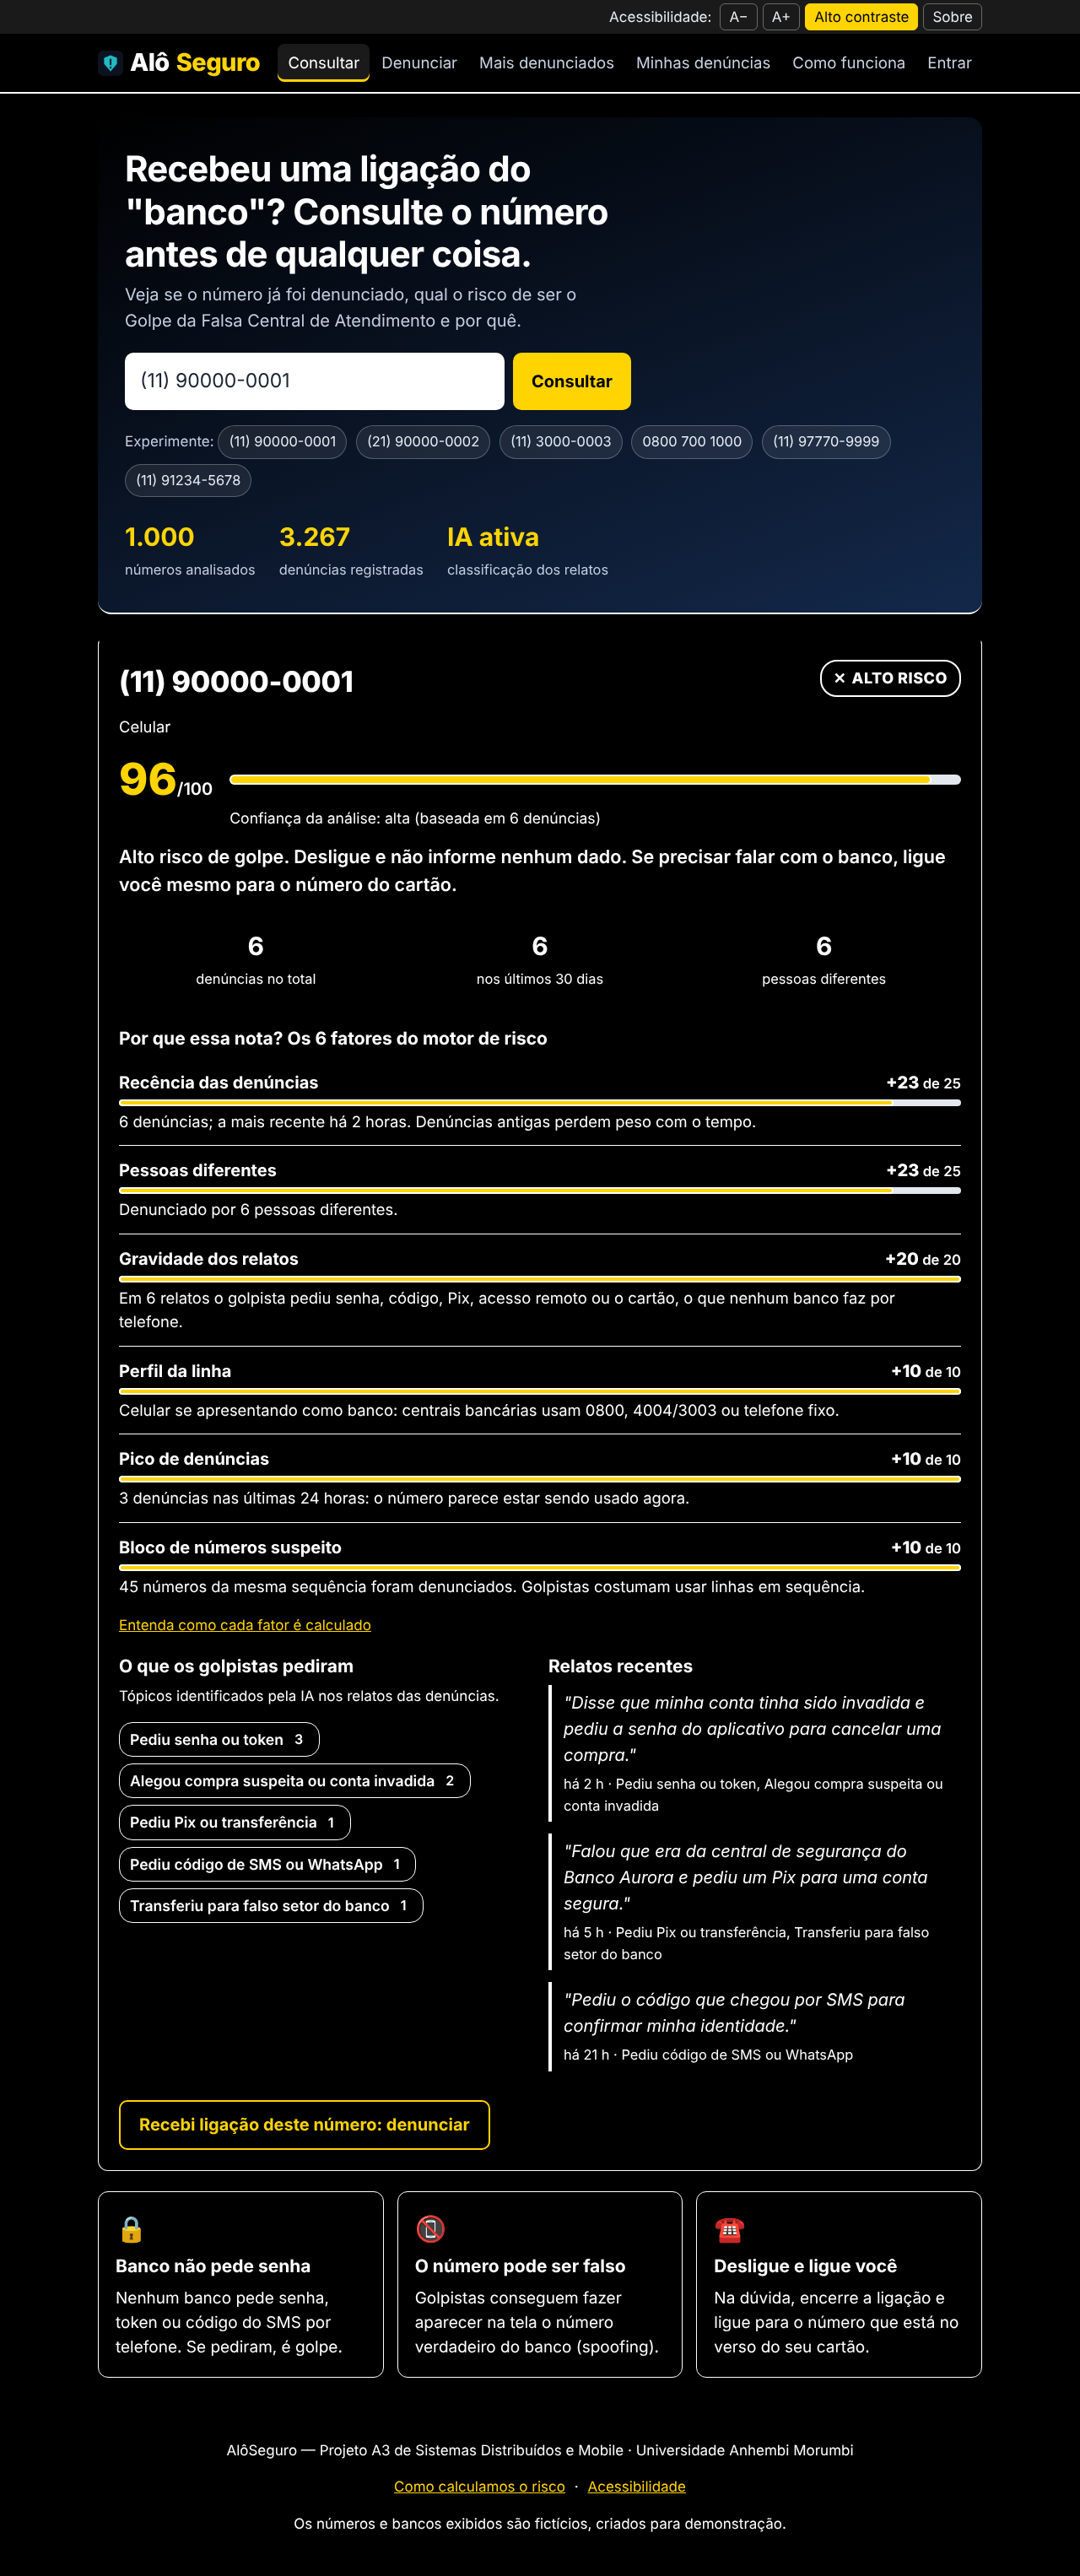 Acessibilidade: A− A+ Alto contraste Sobre
Alô Seguro Consultar Denunciar Mais denunciados Minhas denúncias Como funciona Entrar
Recebeu uma ligação do
"banco"? Consulte o número
antes de qualquer coisa.
Veja se o número já foi denunciado, qual o risco de ser o
Golpe da Falsa Central de Atendimento e por quê.
(11) 90000-0001 Consultar
Experimente: (11) 90000-0001 (21) 90000-0002 (11) 3000-0003 0800 700 1000 (11) 97770-9999
(11) 91234-5678
1.000 3.267 IA ativa
números analisados denúncias registradas classificação dos relatos
(11) 90000-0001 ✕ ALTO RISCO
Celular
96/100
Confiança da análise: alta (baseada em 6 denúncias)
Alto risco de golpe. Desligue e não informe nenhum dado. Se precisar falar com o banco, ligue
você mesmo para o número do cartão.
6 6 6
denúncias no total nos últimos 30 dias pessoas diferentes
Por que essa nota? Os 6 fatores do motor de risco
Recência das denúncias +23 de 25
6 denúncias; a mais recente há 2 horas. Denúncias antigas perdem peso com o tempo.
Pessoas diferentes +23 de 25
Denunciado por 6 pessoas diferentes.
Gravidade dos relatos +20 de 20
Em 6 relatos o golpista pediu senha, código, Pix, acesso remoto ou o cartão, o que nenhum banco faz por
telefone.
Perfil da linha +10 de 10
Celular se apresentando como banco: centrais bancárias usam 0800, 4004/3003 ou telefone fixo.
Pico de denúncias +10 de 10
3 denúncias nas últimas 24 horas: o número parece estar sendo usado agora.
Bloco de números suspeito +10 de 10
45 números da mesma sequência foram denunciados. Golpistas costumam usar linhas em sequência.
Entenda como cada fator é calculado
O que os golpistas pediram
Tópicos identificados pela IA nos relatos das denúncias.
Pediu senha ou token 3
Alegou compra suspeita ou conta invadida 2
Pediu Pix ou transferência 1
Pediu código de SMS ou WhatsApp 1
Transferiu para falso setor do banco 1
Relatos recentes
"Disse que minha conta tinha sido invadida e
pediu a senha do aplicativo para cancelar uma
compra."
há 2 h · Pediu senha ou token, Alegou compra suspeita ou
conta invadida
"Falou que era da central de segurança do
Banco Aurora e pediu um Pix para uma conta
segura."
há 5 h · Pediu Pix ou transferência, Transferiu para falso
setor do banco
"Pediu o código que chegou por SMS para
confirmar minha identidade."
há 21 h · Pediu código de SMS ou WhatsApp
Recebi ligação deste número: denunciar
Banco não pede senha
Nenhum banco pede senha,
token ou código do SMS por
telefone. Se pediram, é golpe.
O número pode ser falso
Golpistas conseguem fazer
aparecer na tela o número
verdadeiro do banco (spoofing).
Desligue e ligue você
Na dúvida, encerre a ligação e
ligue para o número que está no
verso do seu cartão.
AlôSeguro — Projeto A3 de Sistemas Distribuídos e Mobile · Universidade Anhembi Morumbi
Como calculamos o risco · Acessibilidade
Os números e bancos exibidos são fictícios, criados para demonstração.